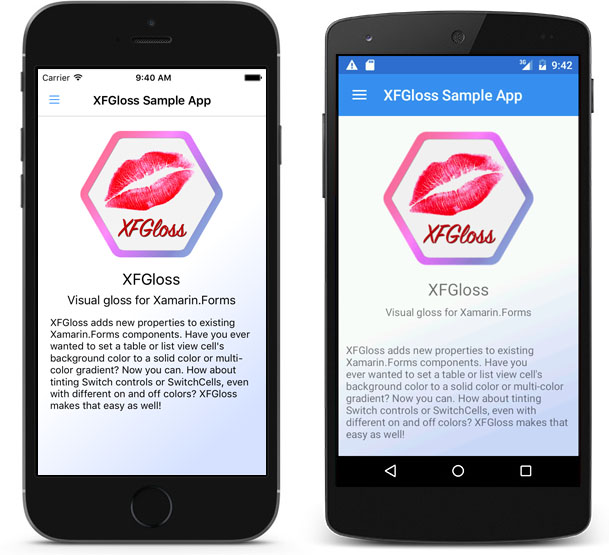 Carrier 9:40 AM
XFGloss Sample App
XFGloss
XFGloss
Visual gloss for Xamarin.Forms
XFGloss adds new properties to existing
Xamarin.Forms components. Have you ever
wanted to set a table or list view cell's
background color to a solid color or multi-
color gradient? Now you can. How about
tinting Switch controls or SwitchCells, even
with different on and off colors? XFGloss
makes that easy as well!
3G 9:42
XFGloss Sample App
XFGloss
XFGloss
Visual gloss for Xamarin.Forms
XFGloss adds new properties to existing
Xamarin.Forms components. Have you
ever wanted to set a table or list view cell's
background color to a solid color or multi-color
gradient? Now you can. How about tinting
Switch controls or SwitchCells, even with
different on and off colors? XFGloss makes that
easy as well!